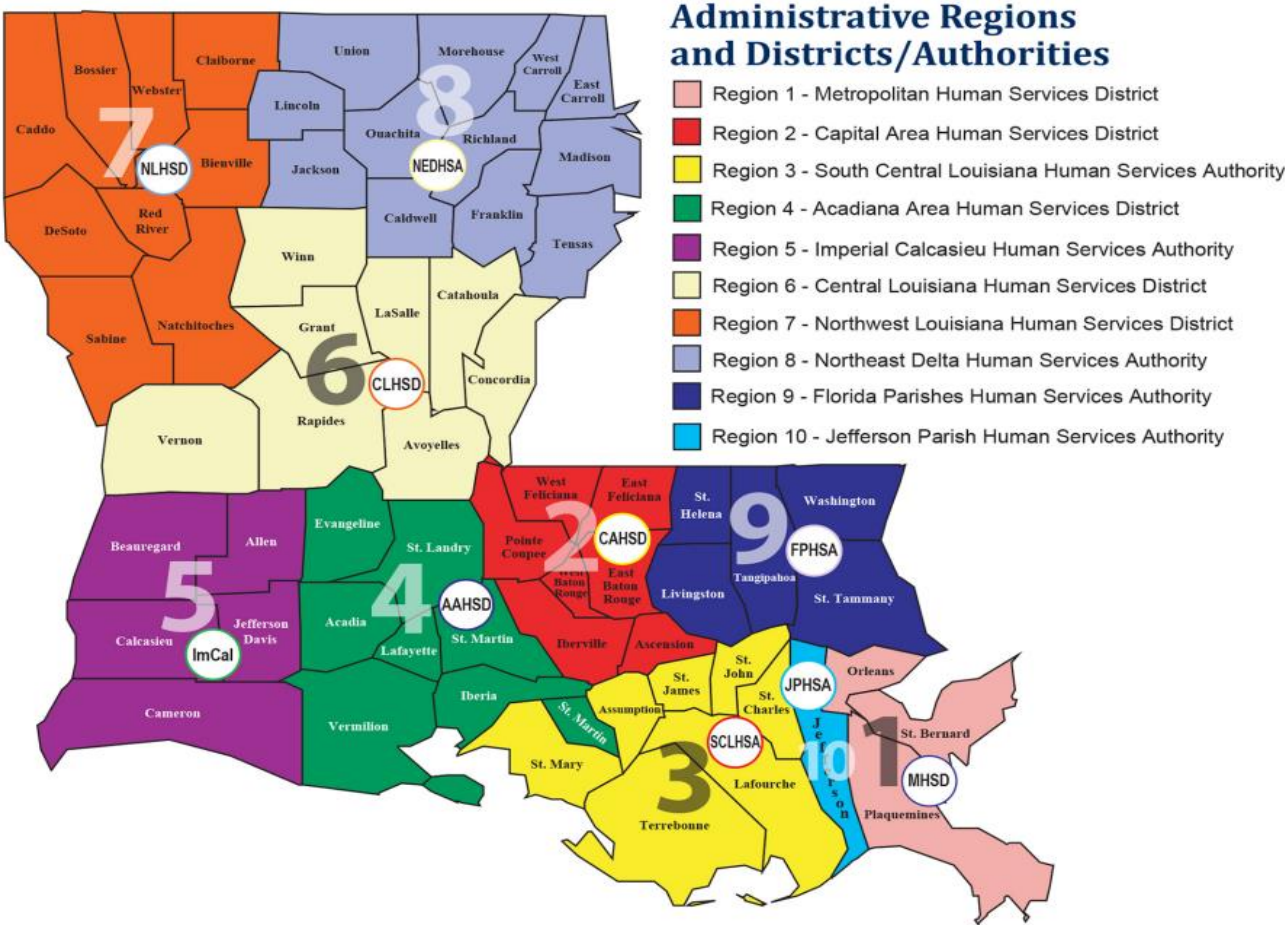 Administrative Regions
and Districts/Authorities
Region 1 - Metropolitan Human Services District
Region 2 - Capital Area Human Services District
Region 3 - South Central Louisiana Human Services Authority
Region 4 - Acadiana Area Human Services District
Region 5 - Imperial Calcasieu Human Services Authority
Region 6 - Central Louisiana Human Services District
Region 7 - Northwest Louisiana Human Services District
Region 8 - Northeast Delta Human Services Authority
Region 9 - Florida Parishes Human Services Authority
Region 10 - Jefferson Parish Human Services Authority
Caddo
Bossier
Webster
Claiborne
7
NLHSD
Bienville
DeSoto
Red
River
Sabine
Natchitoches
Union
Morehouse
West
Carroll
East
Carroll
Lincoln
8
Ouachita
Richland
Madison
Jackson
NEDHSA
Caldwell
Franklin
Tensas
Winn
Grant
LaSalle
Catahoula
6
CLHSD
Concordia
Rapides
Vernon
Avoyelles
Beauregard
Allen
5
Calcasieu
Jefferson
Davis
ImCal
Cameron
Evangeline
St. Landry
4
AAHSD
Acadia
Lafayette
St. Martin
Iberia
Vermilion
St. Martin
West
Feliciana
East
Feliciana
2
Pointe
Coupee
CAHSD
West
Baton
Rouge
East
Baton
Rouge
Iberville
Ascension
St.
Helena
9
Washington
FPHSA
Tangipahoa
Livingston
St. Tammany
St.
James
St.
John
St.
Charles
Assumption
SCLHSA
St. Mary
3
Lafourche
Terrebonne
JPHSA
Jefferson
10
Orleans
1
St. Bernard
MHSD
Plaquemines